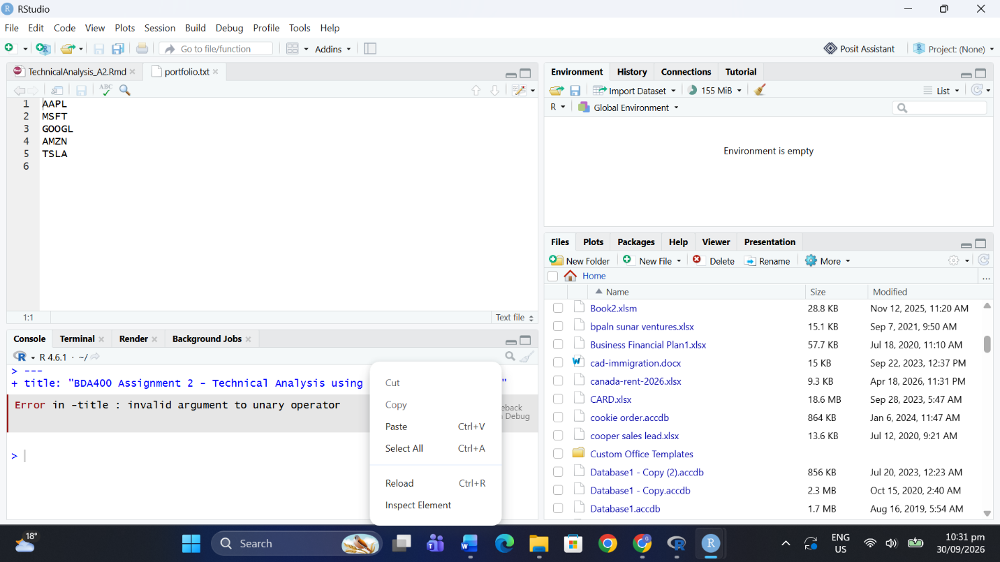 RStudio
File Edit Code View Plots Session Build Debug Profile Tools Help
Go to file/function Addins Posit Assistant Project: (None)
TechnicalAnalysis_A2.Rmd portfolio.txt
ABC
1 AAPL
2 MSFT
3 GOOGL
4 AMZN
5 TSLA
6
1:1 Text file
Console Terminal Render Background Jobs
R 4.6.1 · ~/
> ---
+ title: "BDA400 Assignment 2 - Technical Analysis using "
Error in -title : invalid argument to unary operator
eback
Debug
>
Cut
Copy
Paste Ctrl+V
Select All Ctrl+A
Reload Ctrl+R
Inspect Element
Environment History Connections Tutorial
Import Dataset 155 MiB List
R Global Environment
Environment is empty
Files Plots Packages Help Viewer Presentation
New Folder New File Delete Rename More
Home ...
Name Size Modified
Book2.xlsm 28.8 KB Nov 12, 2025, 11:20 AM
bpaln sunar ventures.xlsx 15.1 KB Sep 7, 2021, 9:50 AM
Business Financial Plan1.xlsx 57.7 KB Jul 18, 2020, 11:10 AM
cad-immigration.docx 15 KB Sep 22, 2023, 12:37 PM
canada-rent-2026.xlsx 9.3 KB Apr 18, 2026, 11:31 PM
CARD.xlsx 18.6 MB Sep 28, 2023, 5:47 AM
cookie order.accdb 864 KB Jan 6, 2024, 11:47 AM
cooper sales lead.xlsx 13.6 KB Jul 12, 2020, 9:21 AM
Custom Office Templates
Database1 - Copy (2).accdb 856 KB Jul 20, 2023, 12:23 AM
Database1 - Copy.accdb 2.3 MB Oct 15, 2020, 2:40 AM
Database1.accdb 1.7 MB Aug 16, 2019, 5:54 AM
18°
Search
ENG
US
10:31 pm
30/09/2026